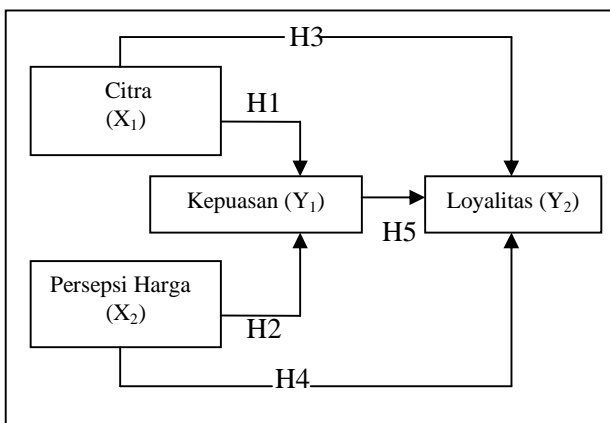 H3
Citra
(X₁)
H1
Kepuasan (Y₁)
Loyalitas (Y₂)
H5
Persepsi Harga
(X₂)
H2
H4